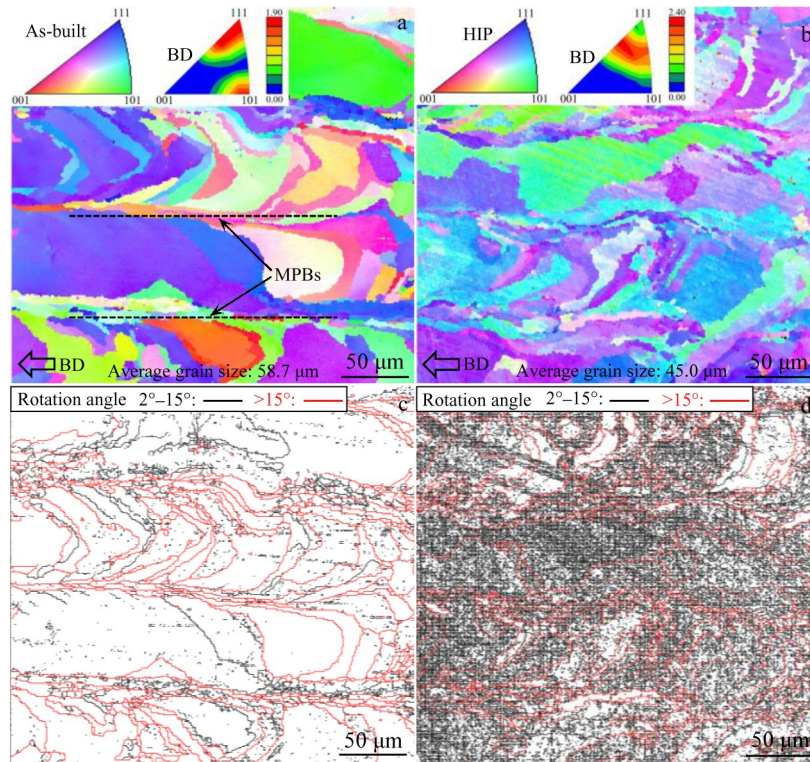 As-built
111
001
101
BD
111
001
101
1.90
0.00
a
HIP
111
001
101
BD
111
001
101
2.40
0.00
b
MPBs
BD
Average grain size: 58.7 μm
50 μm
BD
Average grain size: 45.0 μm
50 μm
Rotation angle 2°–15°: >15°:
c
Rotation angle 2°–15°: >15°:
d
50 μm
50 μm